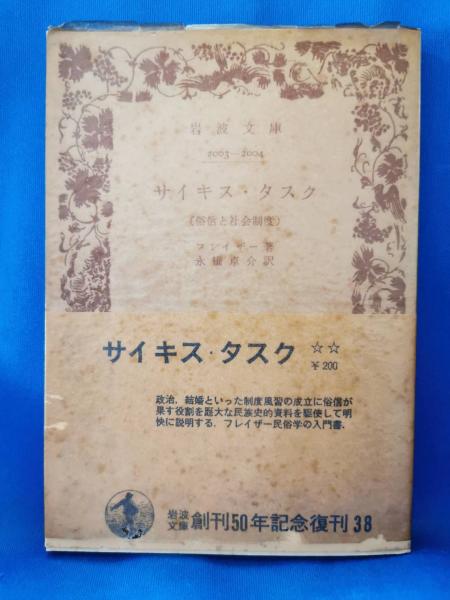 岩波文庫
2003—2004
サイキス・タスク
(俗信と社会制度)
フレイザー著
永橋卓介訳
サイキス・タスク ☆☆
¥200
政治，結婚といった制度風習の成立に俗信が
果す役割を厖大な民族史的資料を駆使して明
快に説明する．フレイザー民俗学の入門書．
岩波
文庫 創刊50年記念復刊38